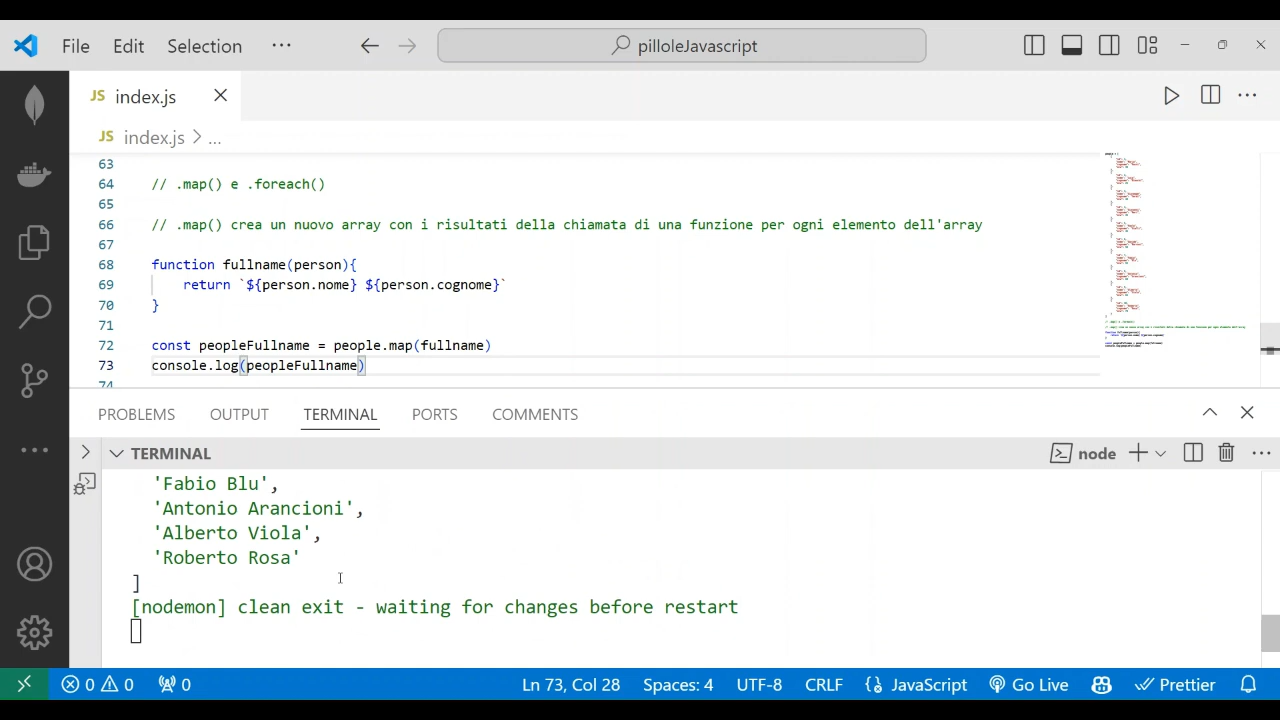 File Edit Selection ··· pilloleJavascript
JS index.js
JS index.js > ...
63
64 // .map() e .foreach()
65
66 // .map() crea un nuovo array con i risultati della chiamata di una funzione per ogni elemento dell'array
67
68 function fullname(person){
69 return `${person.nome} ${person.cognome}`
70 }
71
72 const peopleFullname = people.map(fullname)
73 console.log(peopleFullname)
74
PROBLEMS OUTPUT TERMINAL PORTS COMMENTS
TERMINAL node
'Fabio Blu',
'Antonio Arancioni',
'Alberto Viola',
'Roberto Rosa'
]
[nodemon] clean exit - waiting for changes before restart
0 0 0 Ln 73, Col 28 Spaces: 4 UTF-8 CRLF {} JavaScript Go Live Prettier